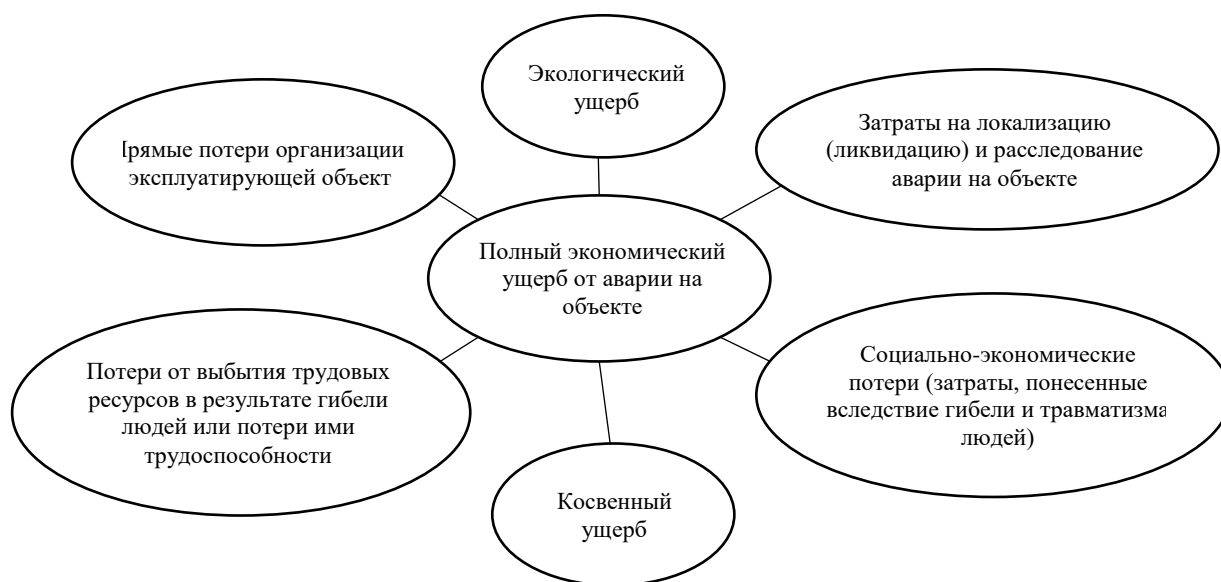 Экологический
ущерб
Прямые потери организации
эксплуатирующей объект
Затраты на локализацию
(ликвидацию) и расследование
аварии на объекте
Полный экономический
ущерб от аварии на
объекте
Потери от выбытия трудовых
ресурсов в результате гибели
людей или потери ими
трудоспособности
Социально-экономические
потери (затраты, понесенные
вследствие гибели и травматизма
людей)
Косвенный
ущерб